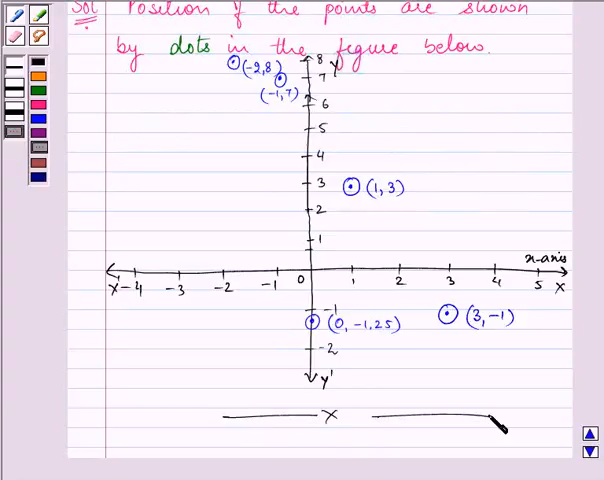 Sol Position if the points are shown
by dots in the figure below.
8 Y
(-2,8)
7
(-1,7)
6
5
4
3 (1,3)
2
1
x-axis
X' -4 -3 -2 -1 0 1 2 3 4 5 X
-1
(0, -1.25) (3, -1)
-2
Y'
X